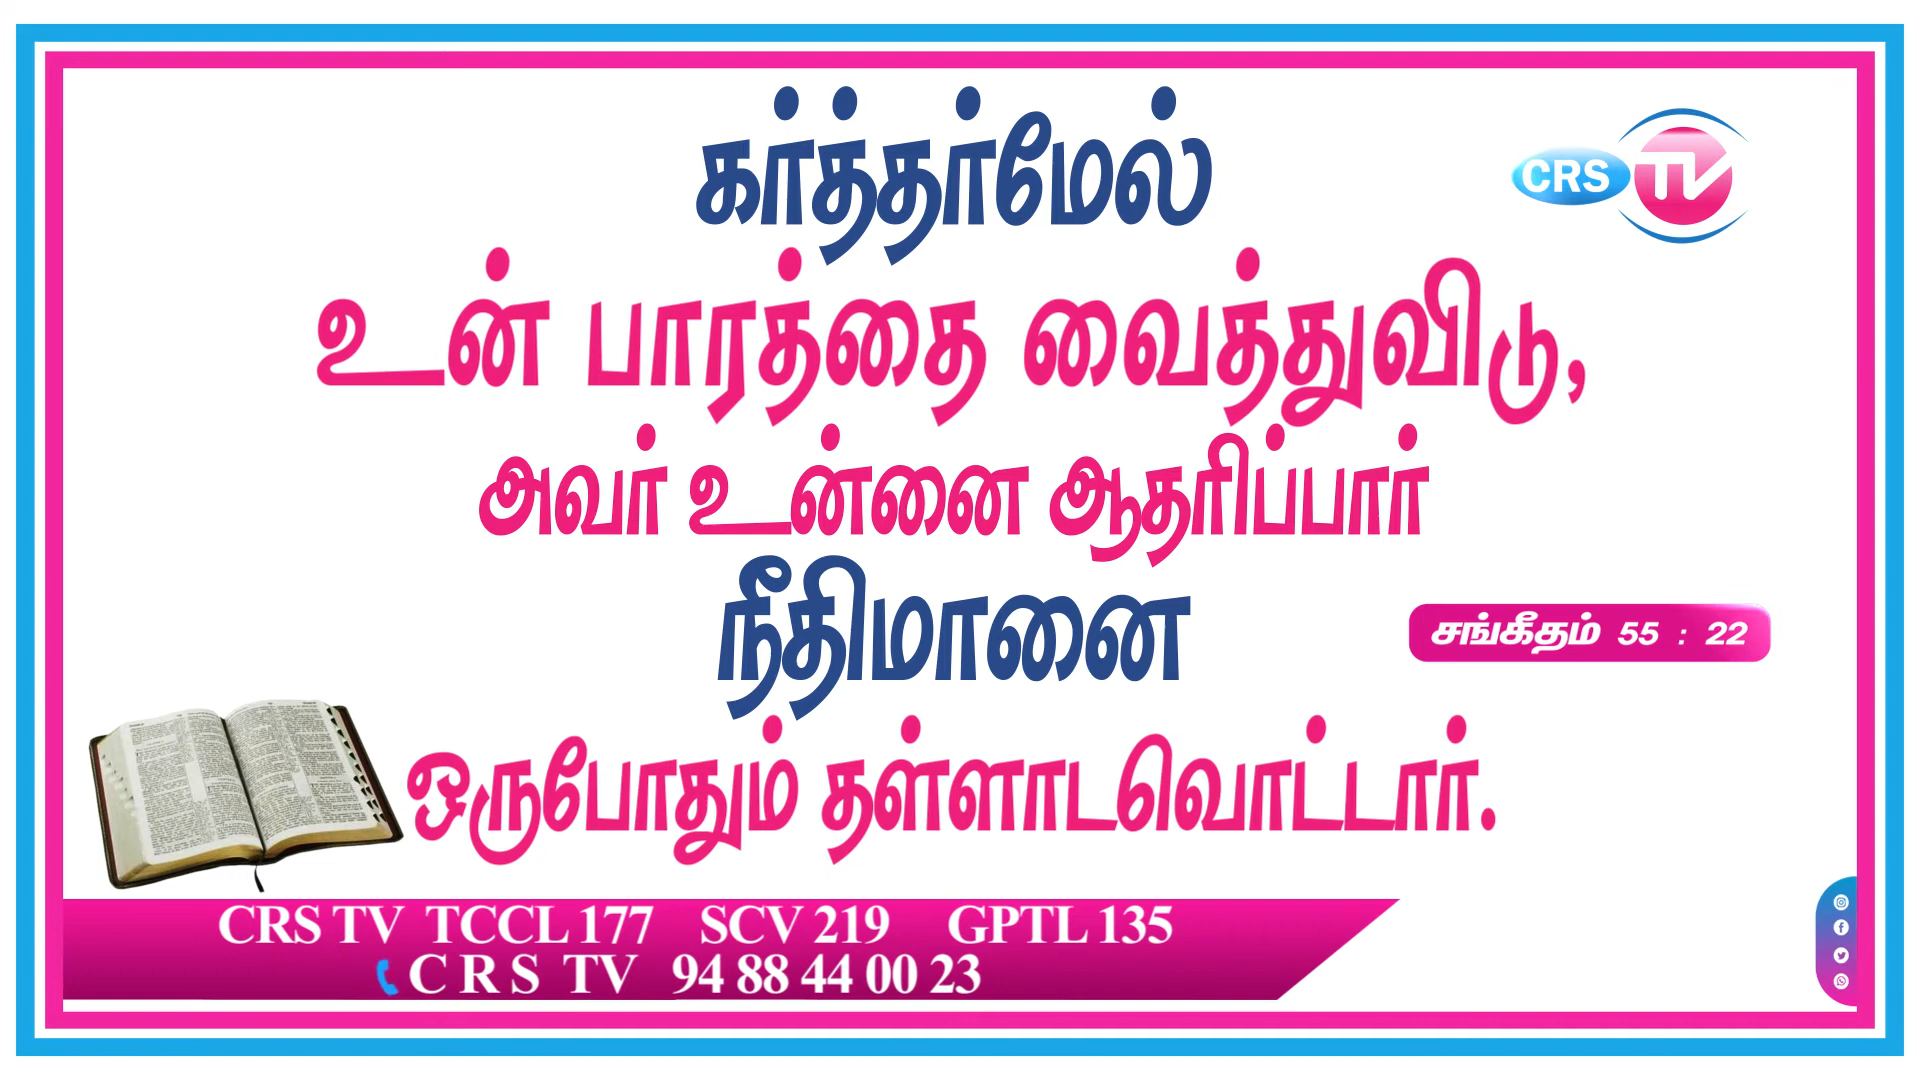 கர்த்தர்மேல்
CRS TV
உன் பாரத்தை வைத்துவிடு,
அவர் உன்னை ஆதரிப்பார்
நீதிமானை
சங்கீதம் 55 : 22
ஒருபோதும் தள்ளாடவொட்டார்.
CRS TV TCCL 177 SCV 219 GPTL 135
C R S TV 94 88 44 00 23